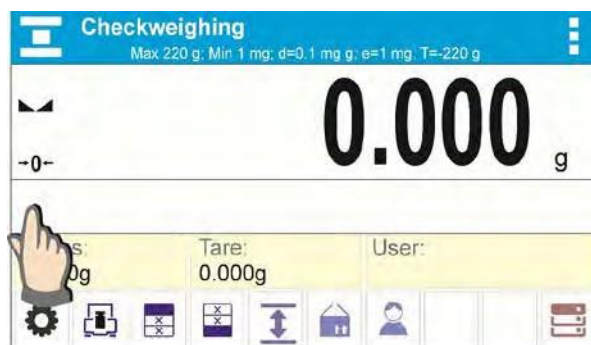 Checkweighing
Max 220 g: Min 1 mg: d=0.1 mg g: e=1 mg. T=-220 g
→0←
0.000 g
Tare: User:
0.000g